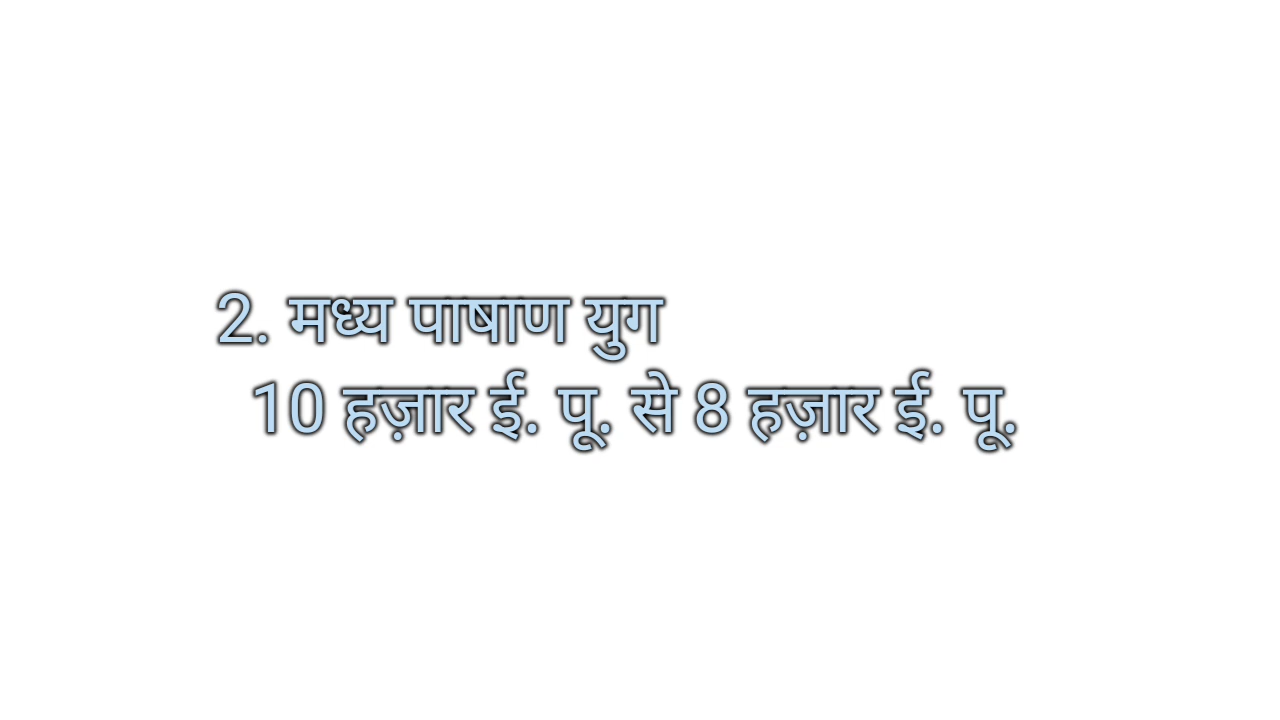 2. मध्य पाषाण युग
10 हज़ार ई. पू. से 8 हज़ार ई. पू.